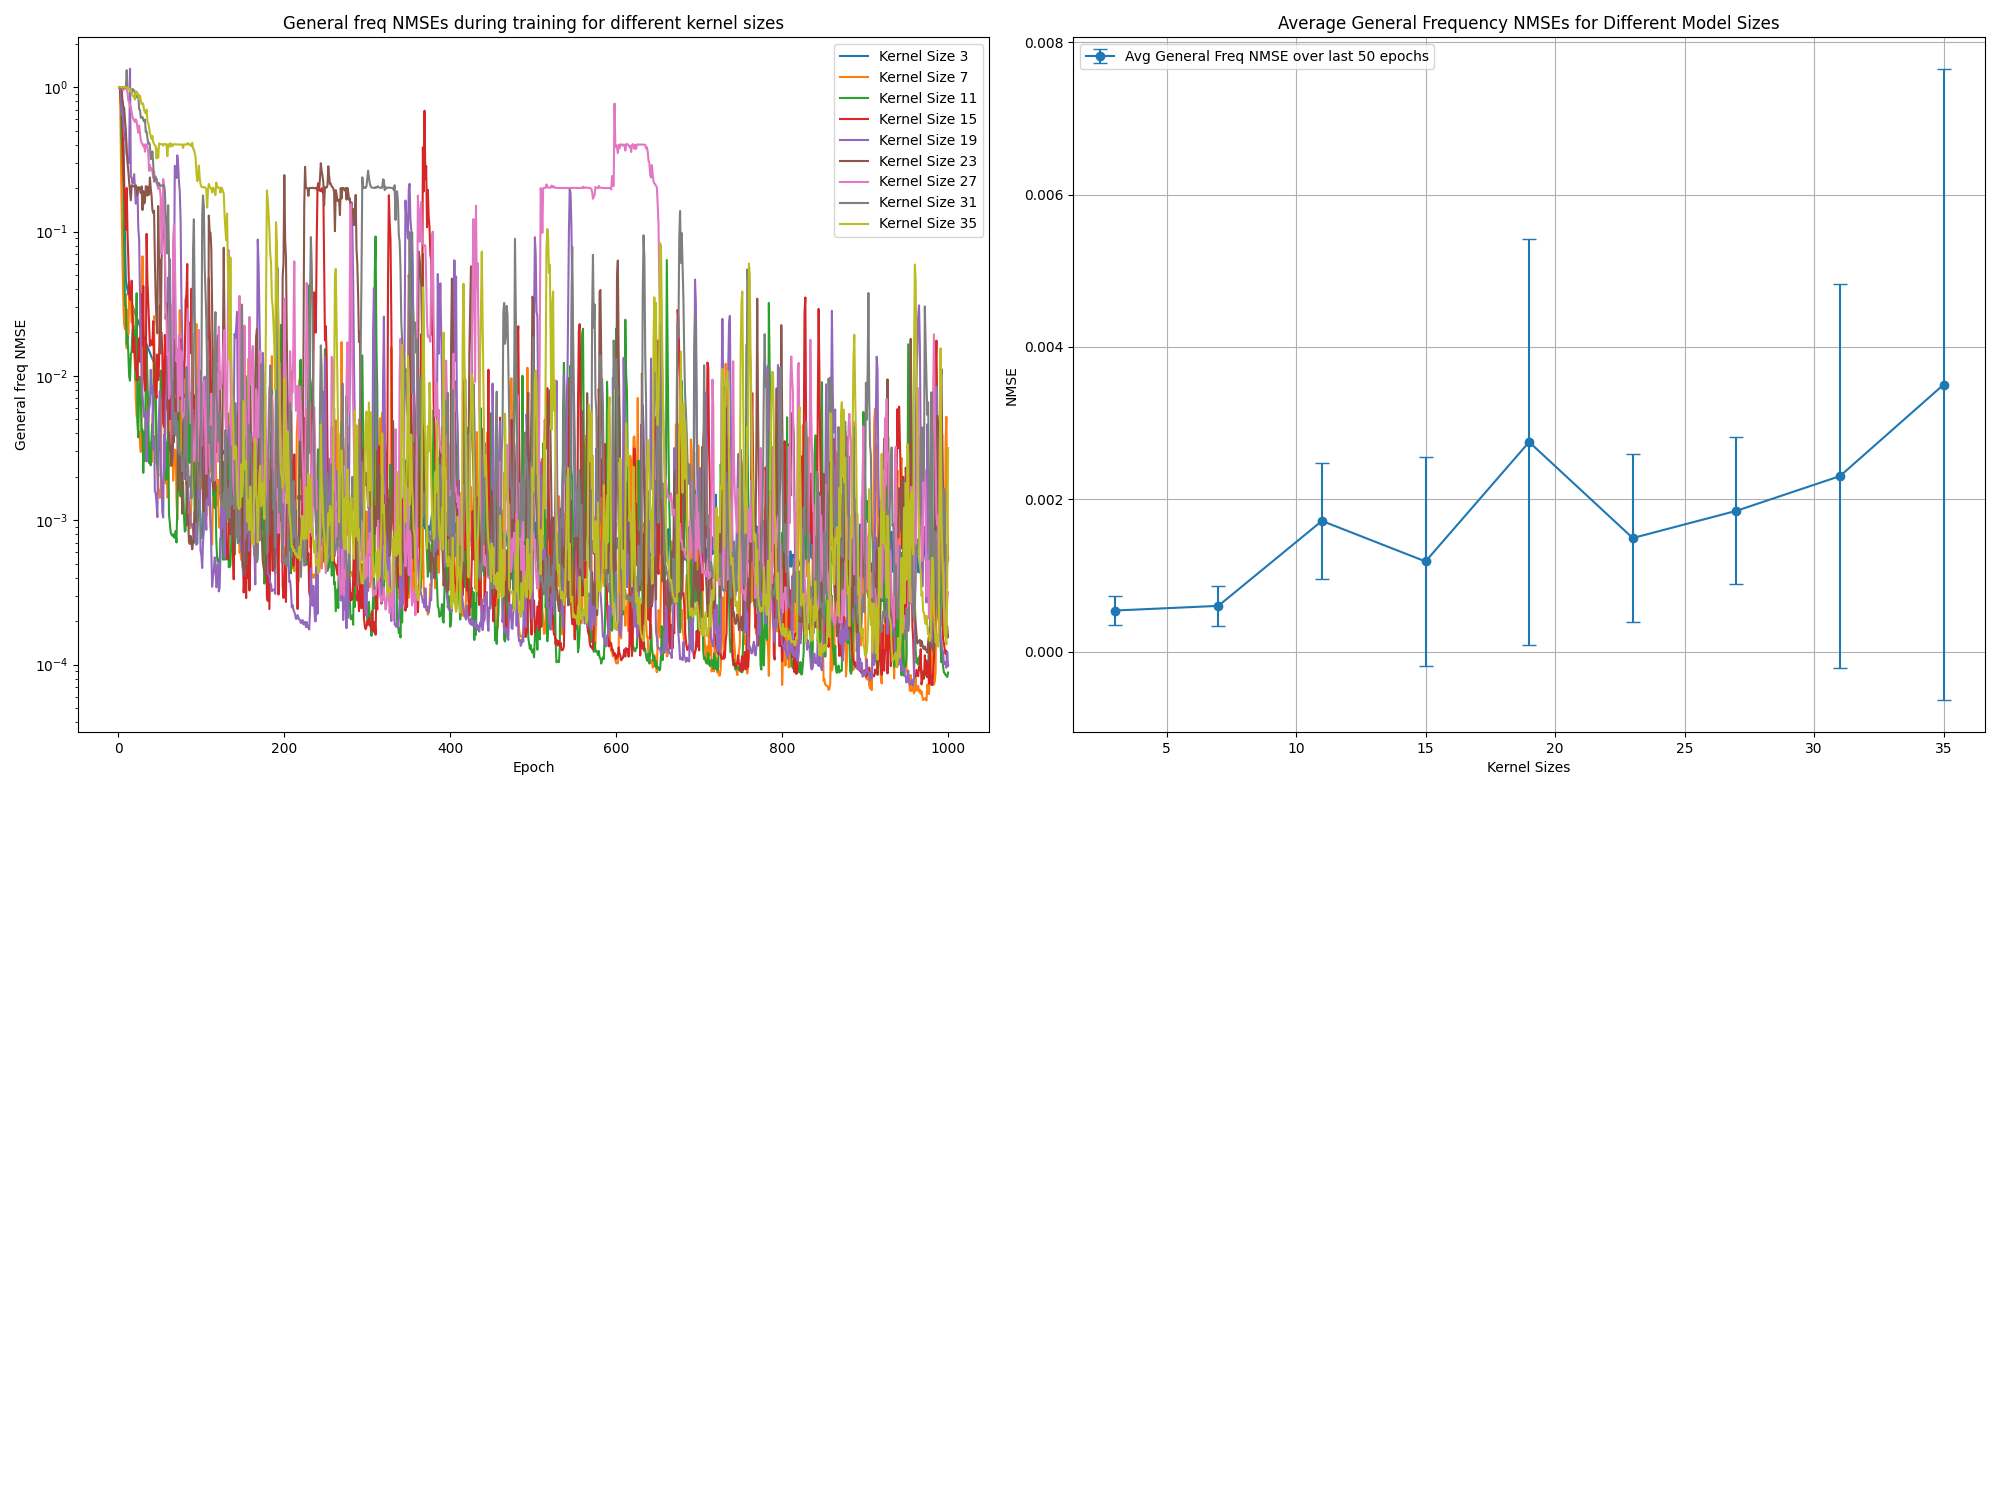 General freq NMSEs during training for different kernel sizes
General freq NMSE
10⁰
10⁻¹
10⁻²
10⁻³
10⁻⁴
Kernel Size 3
Kernel Size 7
Kernel Size 11
Kernel Size 15
Kernel Size 19
Kernel Size 23
Kernel Size 27
Kernel Size 31
Kernel Size 35
0 200 400 600 800 1000
Epoch
Average General Frequency NMSEs for Different Model Sizes
Avg General Freq NMSE over last 50 epochs
NMSE
0.008
0.006
0.004
0.002
0.000
5 10 15 20 25 30 35
Kernel Sizes